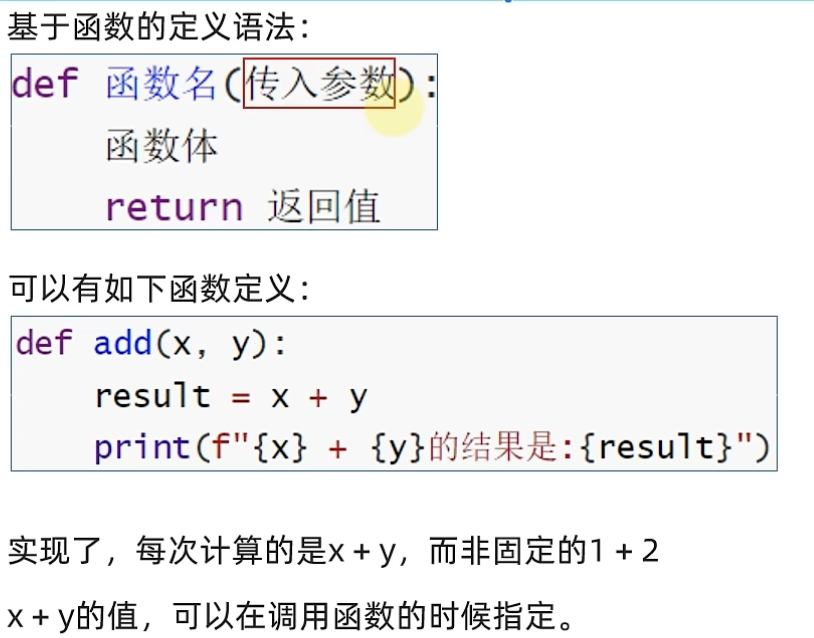 基于函数的定义语法：
def 函数名(传入参数):
    函数体
    return 返回值
可以有如下函数定义：
def add(x, y):
    result = x + y
    print(f"{x} + {y}的结果是:{result}")
实现了，每次计算的是x + y，而非固定的1 + 2
x + y的值，可以在调用函数的时候指定。